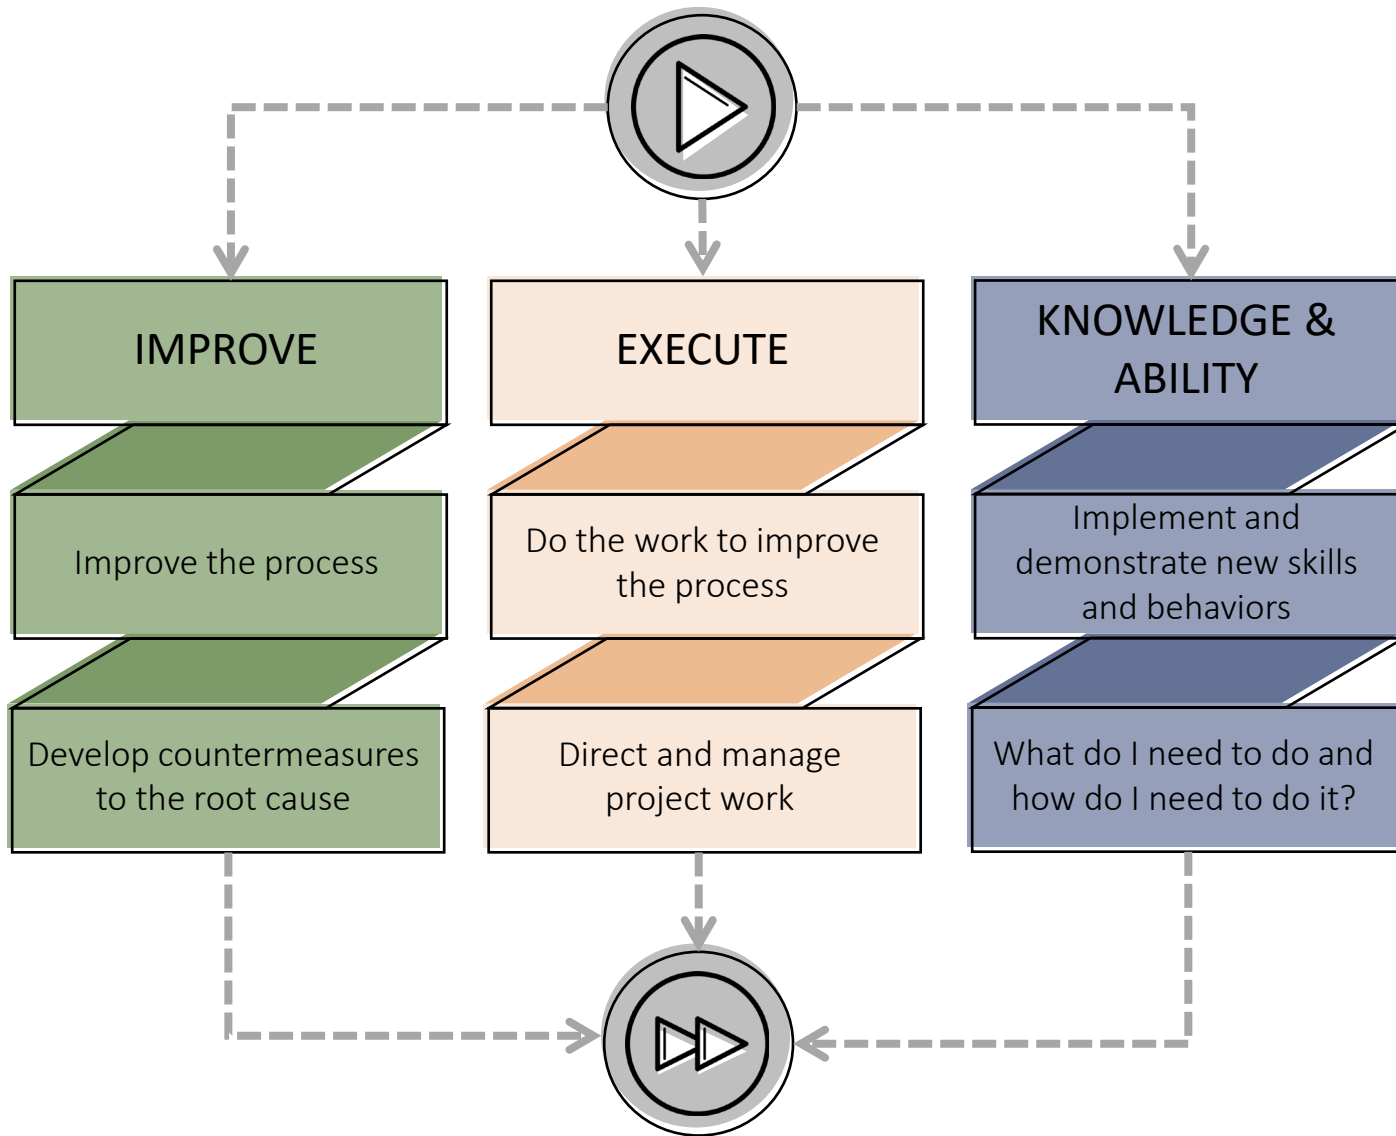 IMPROVE
Improve the process
Develop countermeasures
to the root cause
EXECUTE
Do the work to improve
the process
Direct and manage
project work
KNOWLEDGE &
ABILITY
Implement and
demonstrate new skills
and behaviors
What do I need to do and
how do I need to do it?